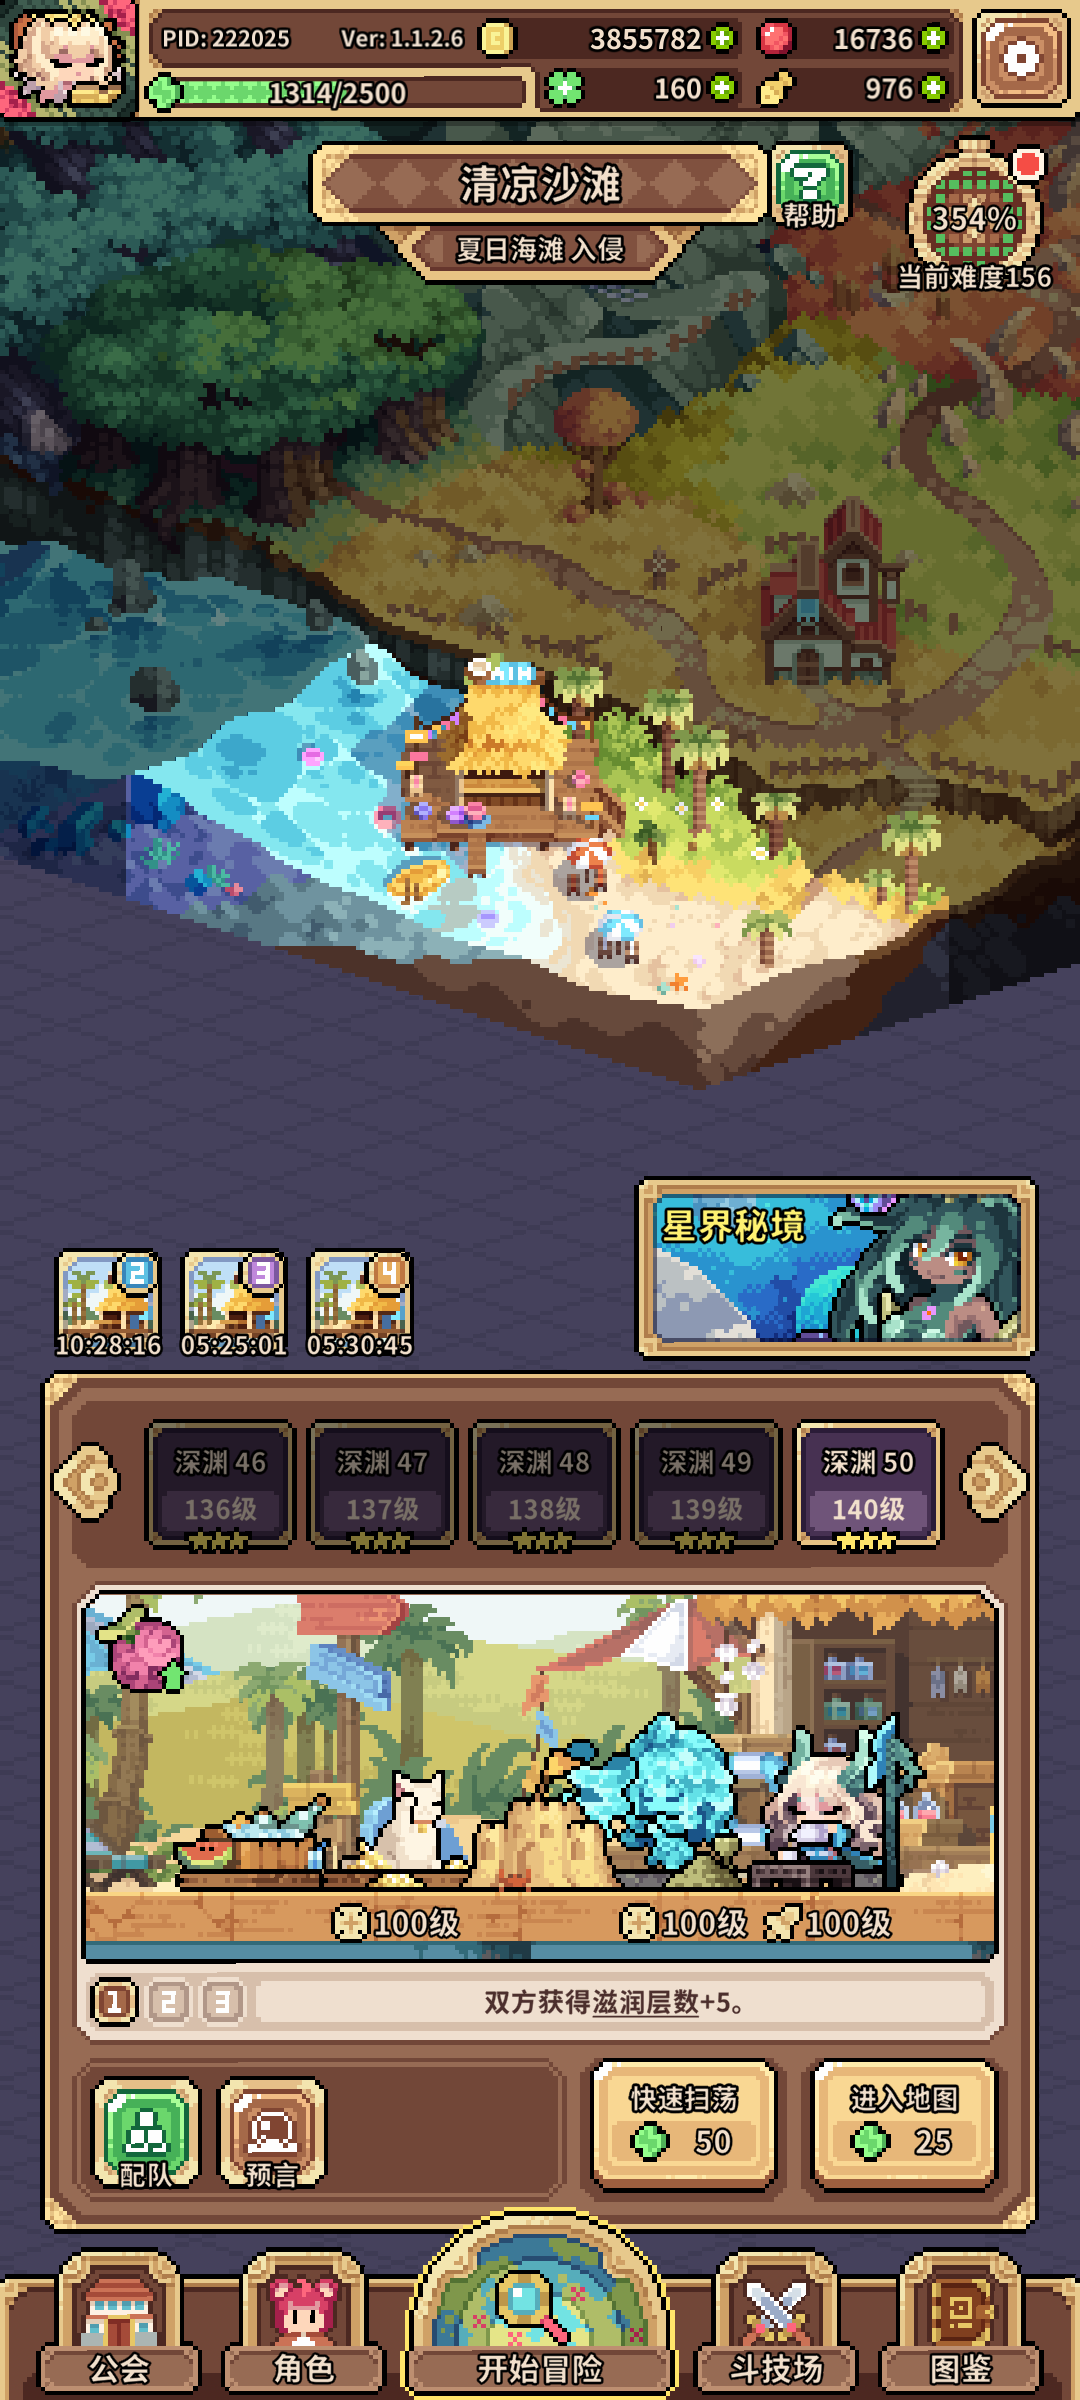 PID: 222025 Ver: 1.1.2.6 3855782 16736
1314/2500 160 976
清凉沙滩
帮助
夏日海滩 入侵
354%
当前难度156
星界秘境
2 3 4
10:28:16 05:25:01 05:30:45
深渊 46 深渊 47 深渊 48 深渊 49 深渊 50
136级 137级 138级 139级 140级
100级 100级 100级
1 2 3 双方获得滋润层数+5。
快速扫荡 进入地图
50 25
配队 预言
公会 角色 开始冒险 斗技场 图鉴